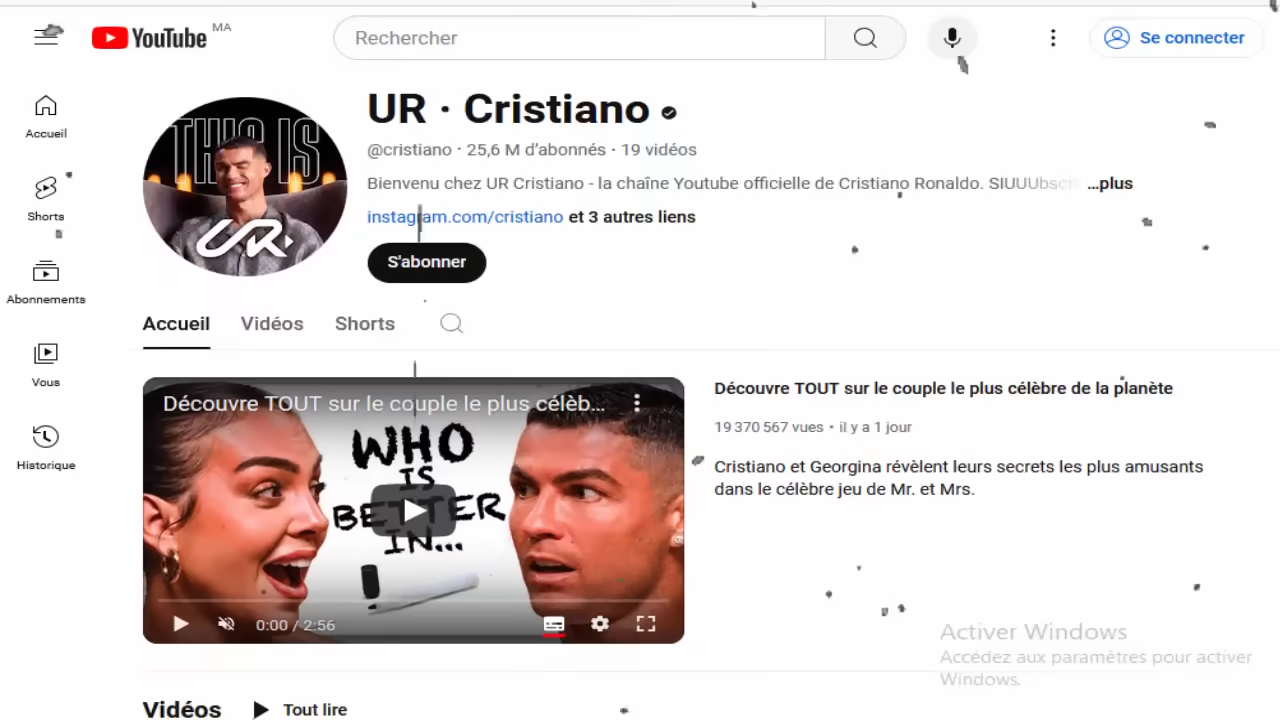 YouTube MA
Rechercher
Se connecter
Accueil
Shorts
Abonnements
Vous
Historique
THIS IS
UR
UR · Cristiano
@cristiano · 25,6 M d’abonnés · 19 vidéos
Bienvenu chez UR Cristiano - la chaîne Youtube officielle de Cristiano Ronaldo. SIUUUbscri ...plus
instagram.com/cristiano et 3 autres liens
S'abonner
Accueil Vidéos Shorts
Découvre TOUT sur le couple le plus célèb...
WHO
IS
BETTER
IN...
0:00 / 2:56
Découvre TOUT sur le couple le plus célèbre de la planète
19 370 567 vues • il y a 1 jour
Cristiano et Georgina révèlent leurs secrets les plus amusants
dans le célèbre jeu de Mr. et Mrs.
Activer Windows
Accédez aux paramètres pour activer
Windows.
Vidéos Tout lire